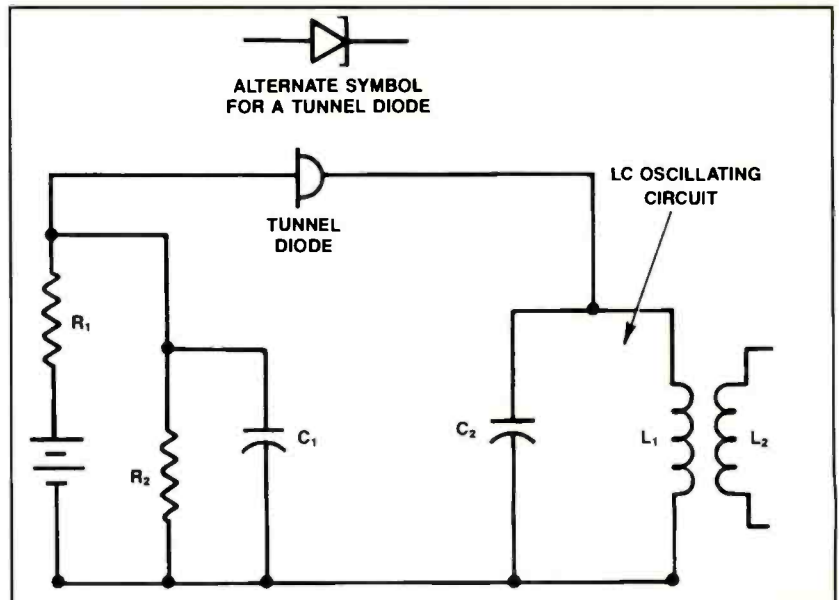 ALTERNATE SYMBOL
FOR A TUNNEL DIODE
LC OSCILLATING
CIRCUIT
TUNNEL
DIODE
R₁
R₂
C₁
C₂
L₁
L₂